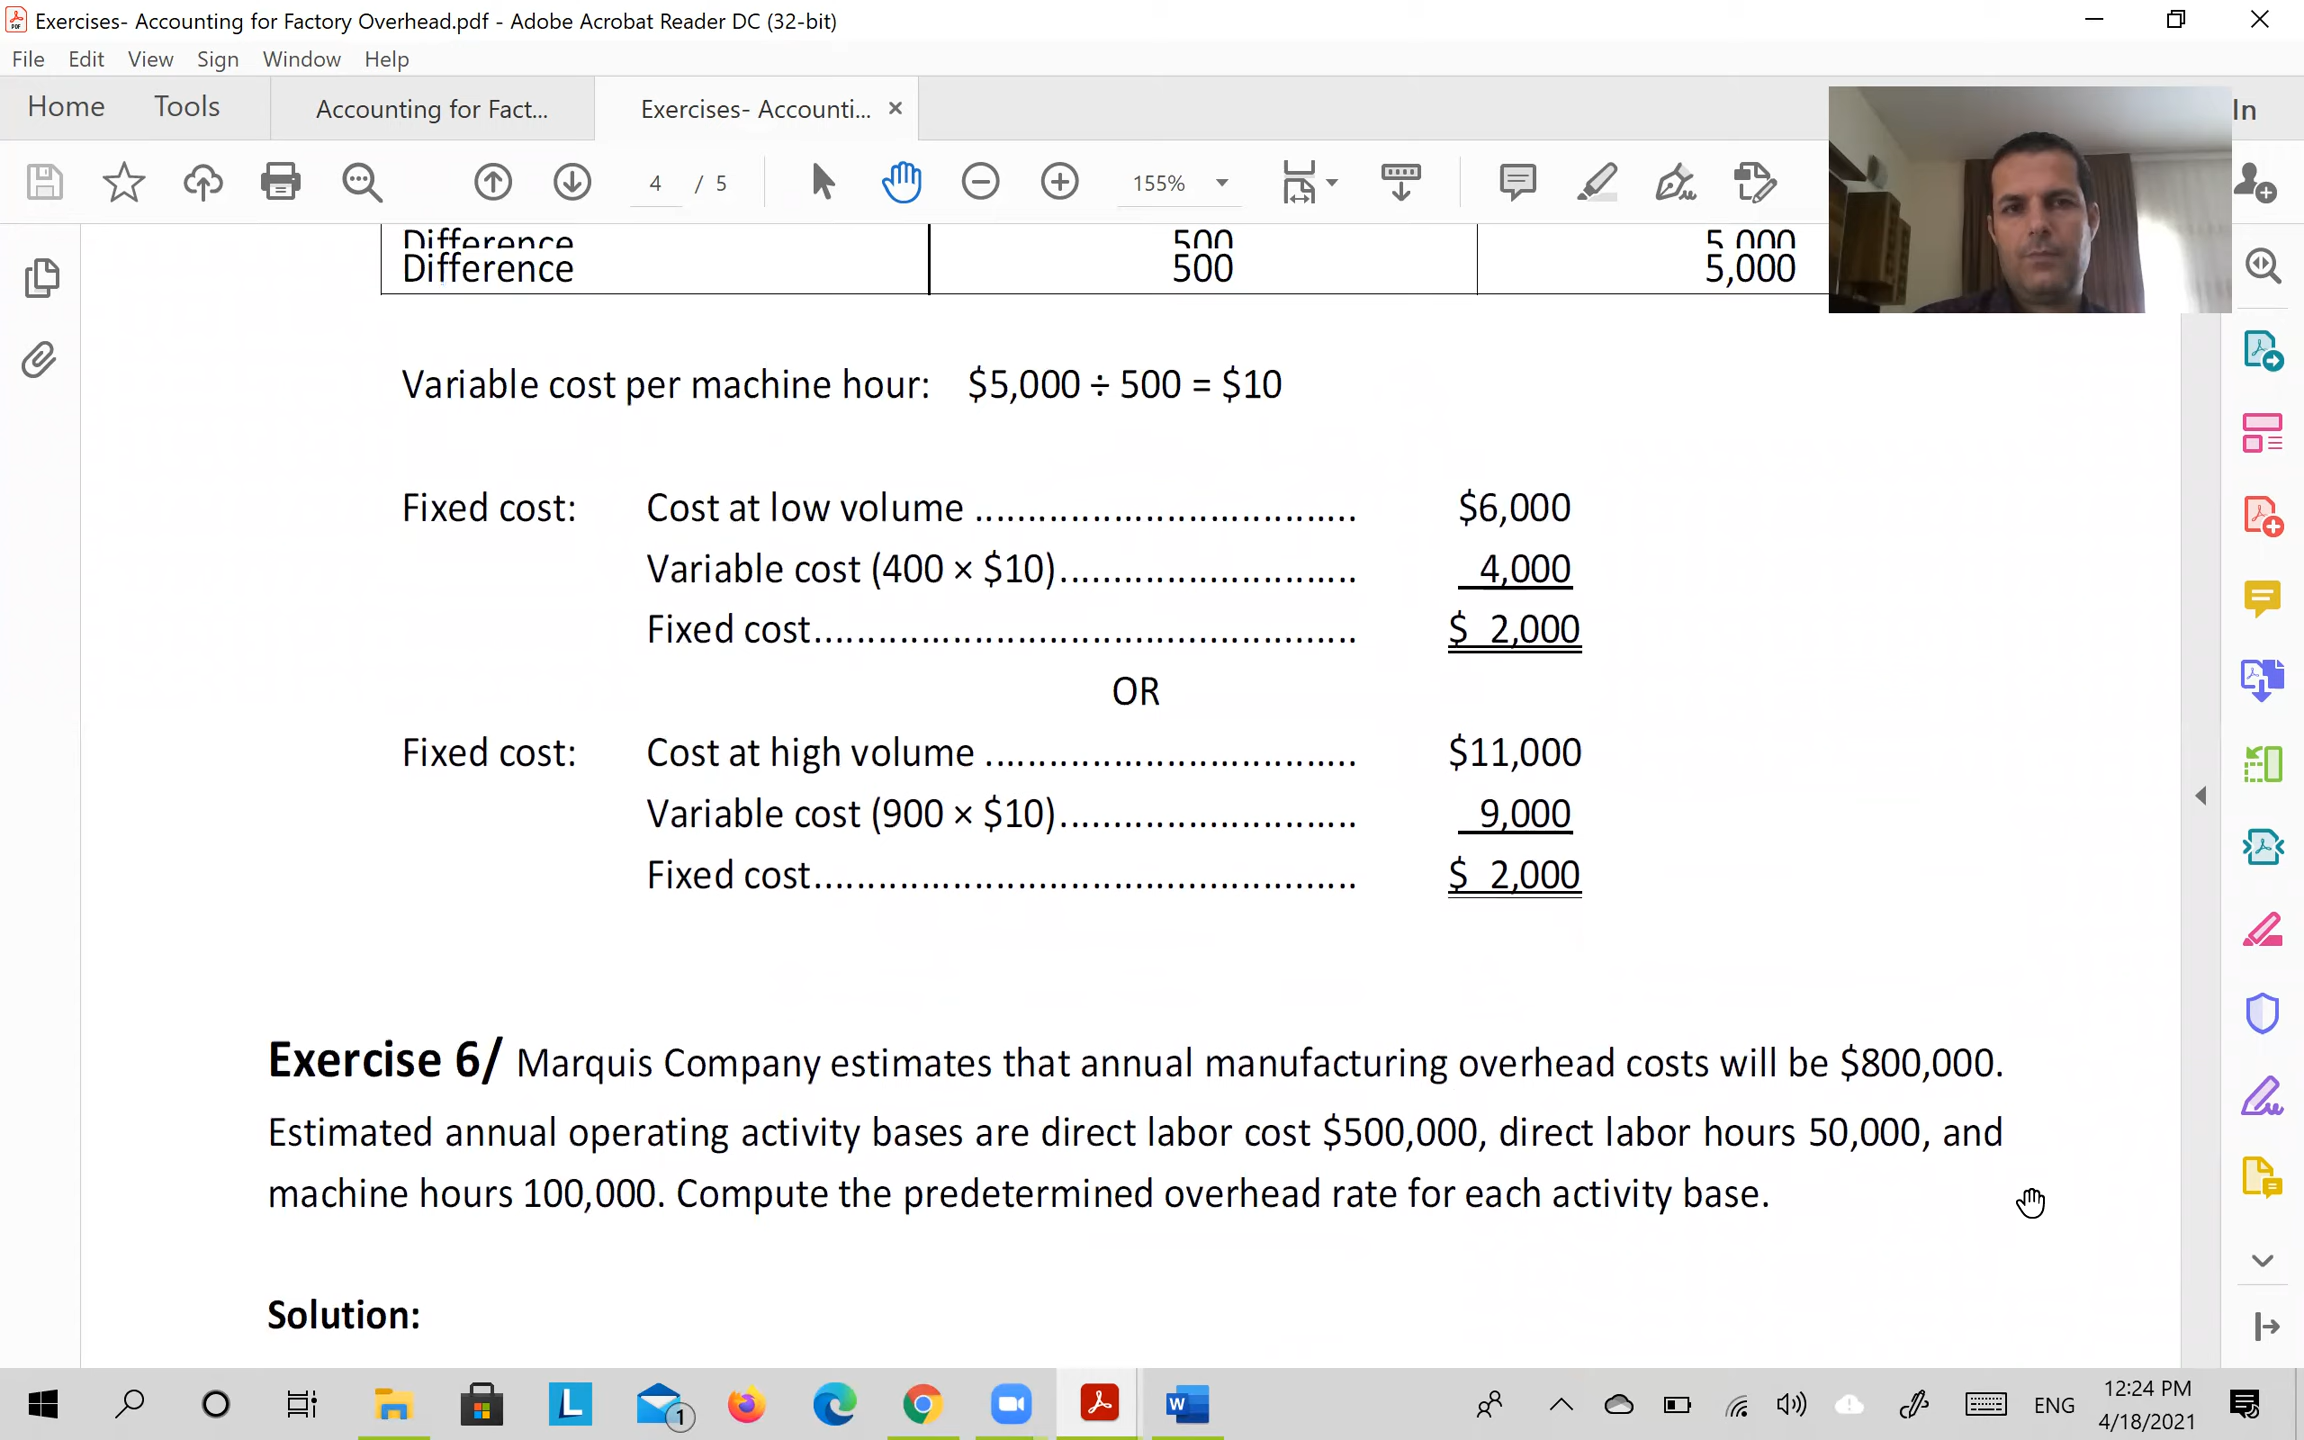 Exercises- Accounting for Factory Overhead.pdf - Adobe Acrobat Reader DC (32-bit)
File Edit View Sign Window Help
Home Tools Accounting for Fact... Exercises- Accounti... × In
4 / 5 155%
Difference 500 5,000
Difference 500 5,000
Variable cost per machine hour: $5,000 ÷ 500 = $10
Fixed cost: Cost at low volume .................................... $6,000
Variable cost (400 × $10)............................ 4,000
Fixed cost................................................... $ 2,000
OR
Fixed cost: Cost at high volume ................................... $11,000
Variable cost (900 × $10)............................ 9,000
Fixed cost................................................... $ 2,000
Exercise 6/ Marquis Company estimates that annual manufacturing overhead costs will be $800,000.
Estimated annual operating activity bases are direct labor cost $500,000, direct labor hours 50,000, and
machine hours 100,000. Compute the predetermined overhead rate for each activity base.
Solution:
L 1 W ENG 12:24 PM
4/18/2021